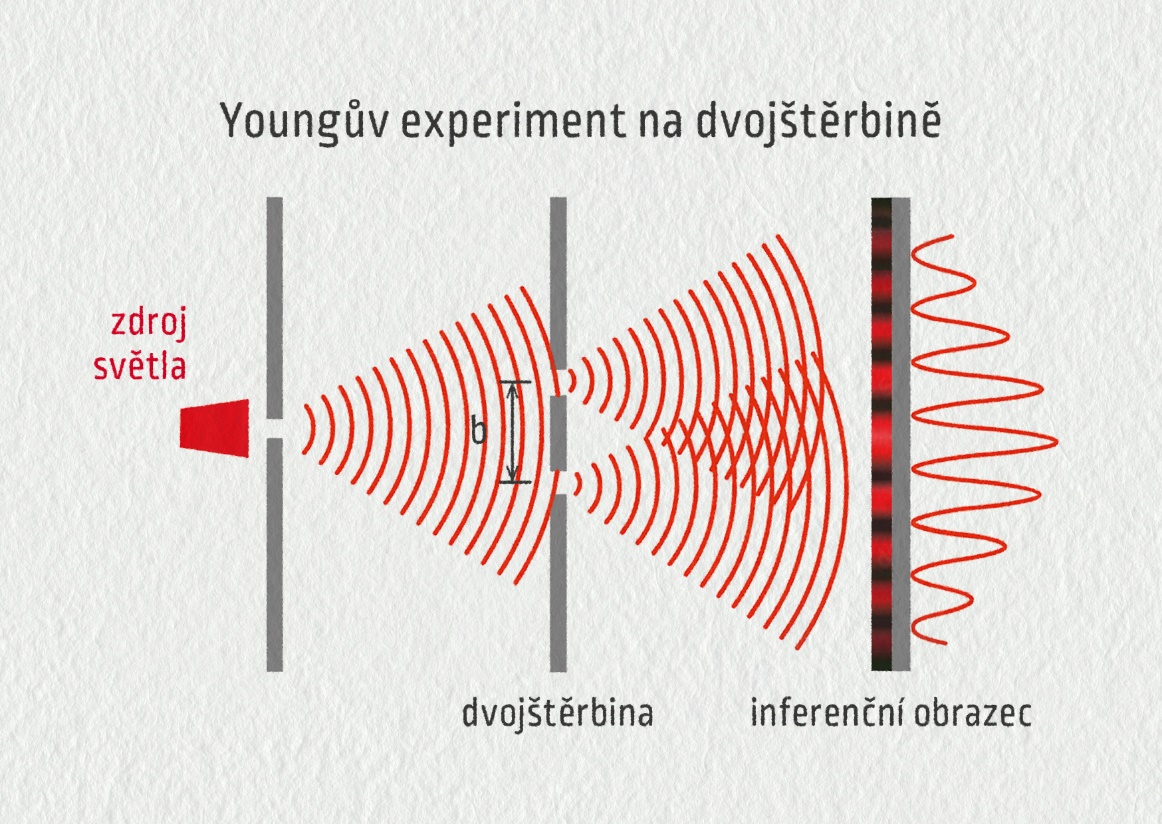 Youngův experiment na dvojštěrbině
zdroj
světla
b
dvojštěrbina
inferenční obrazec